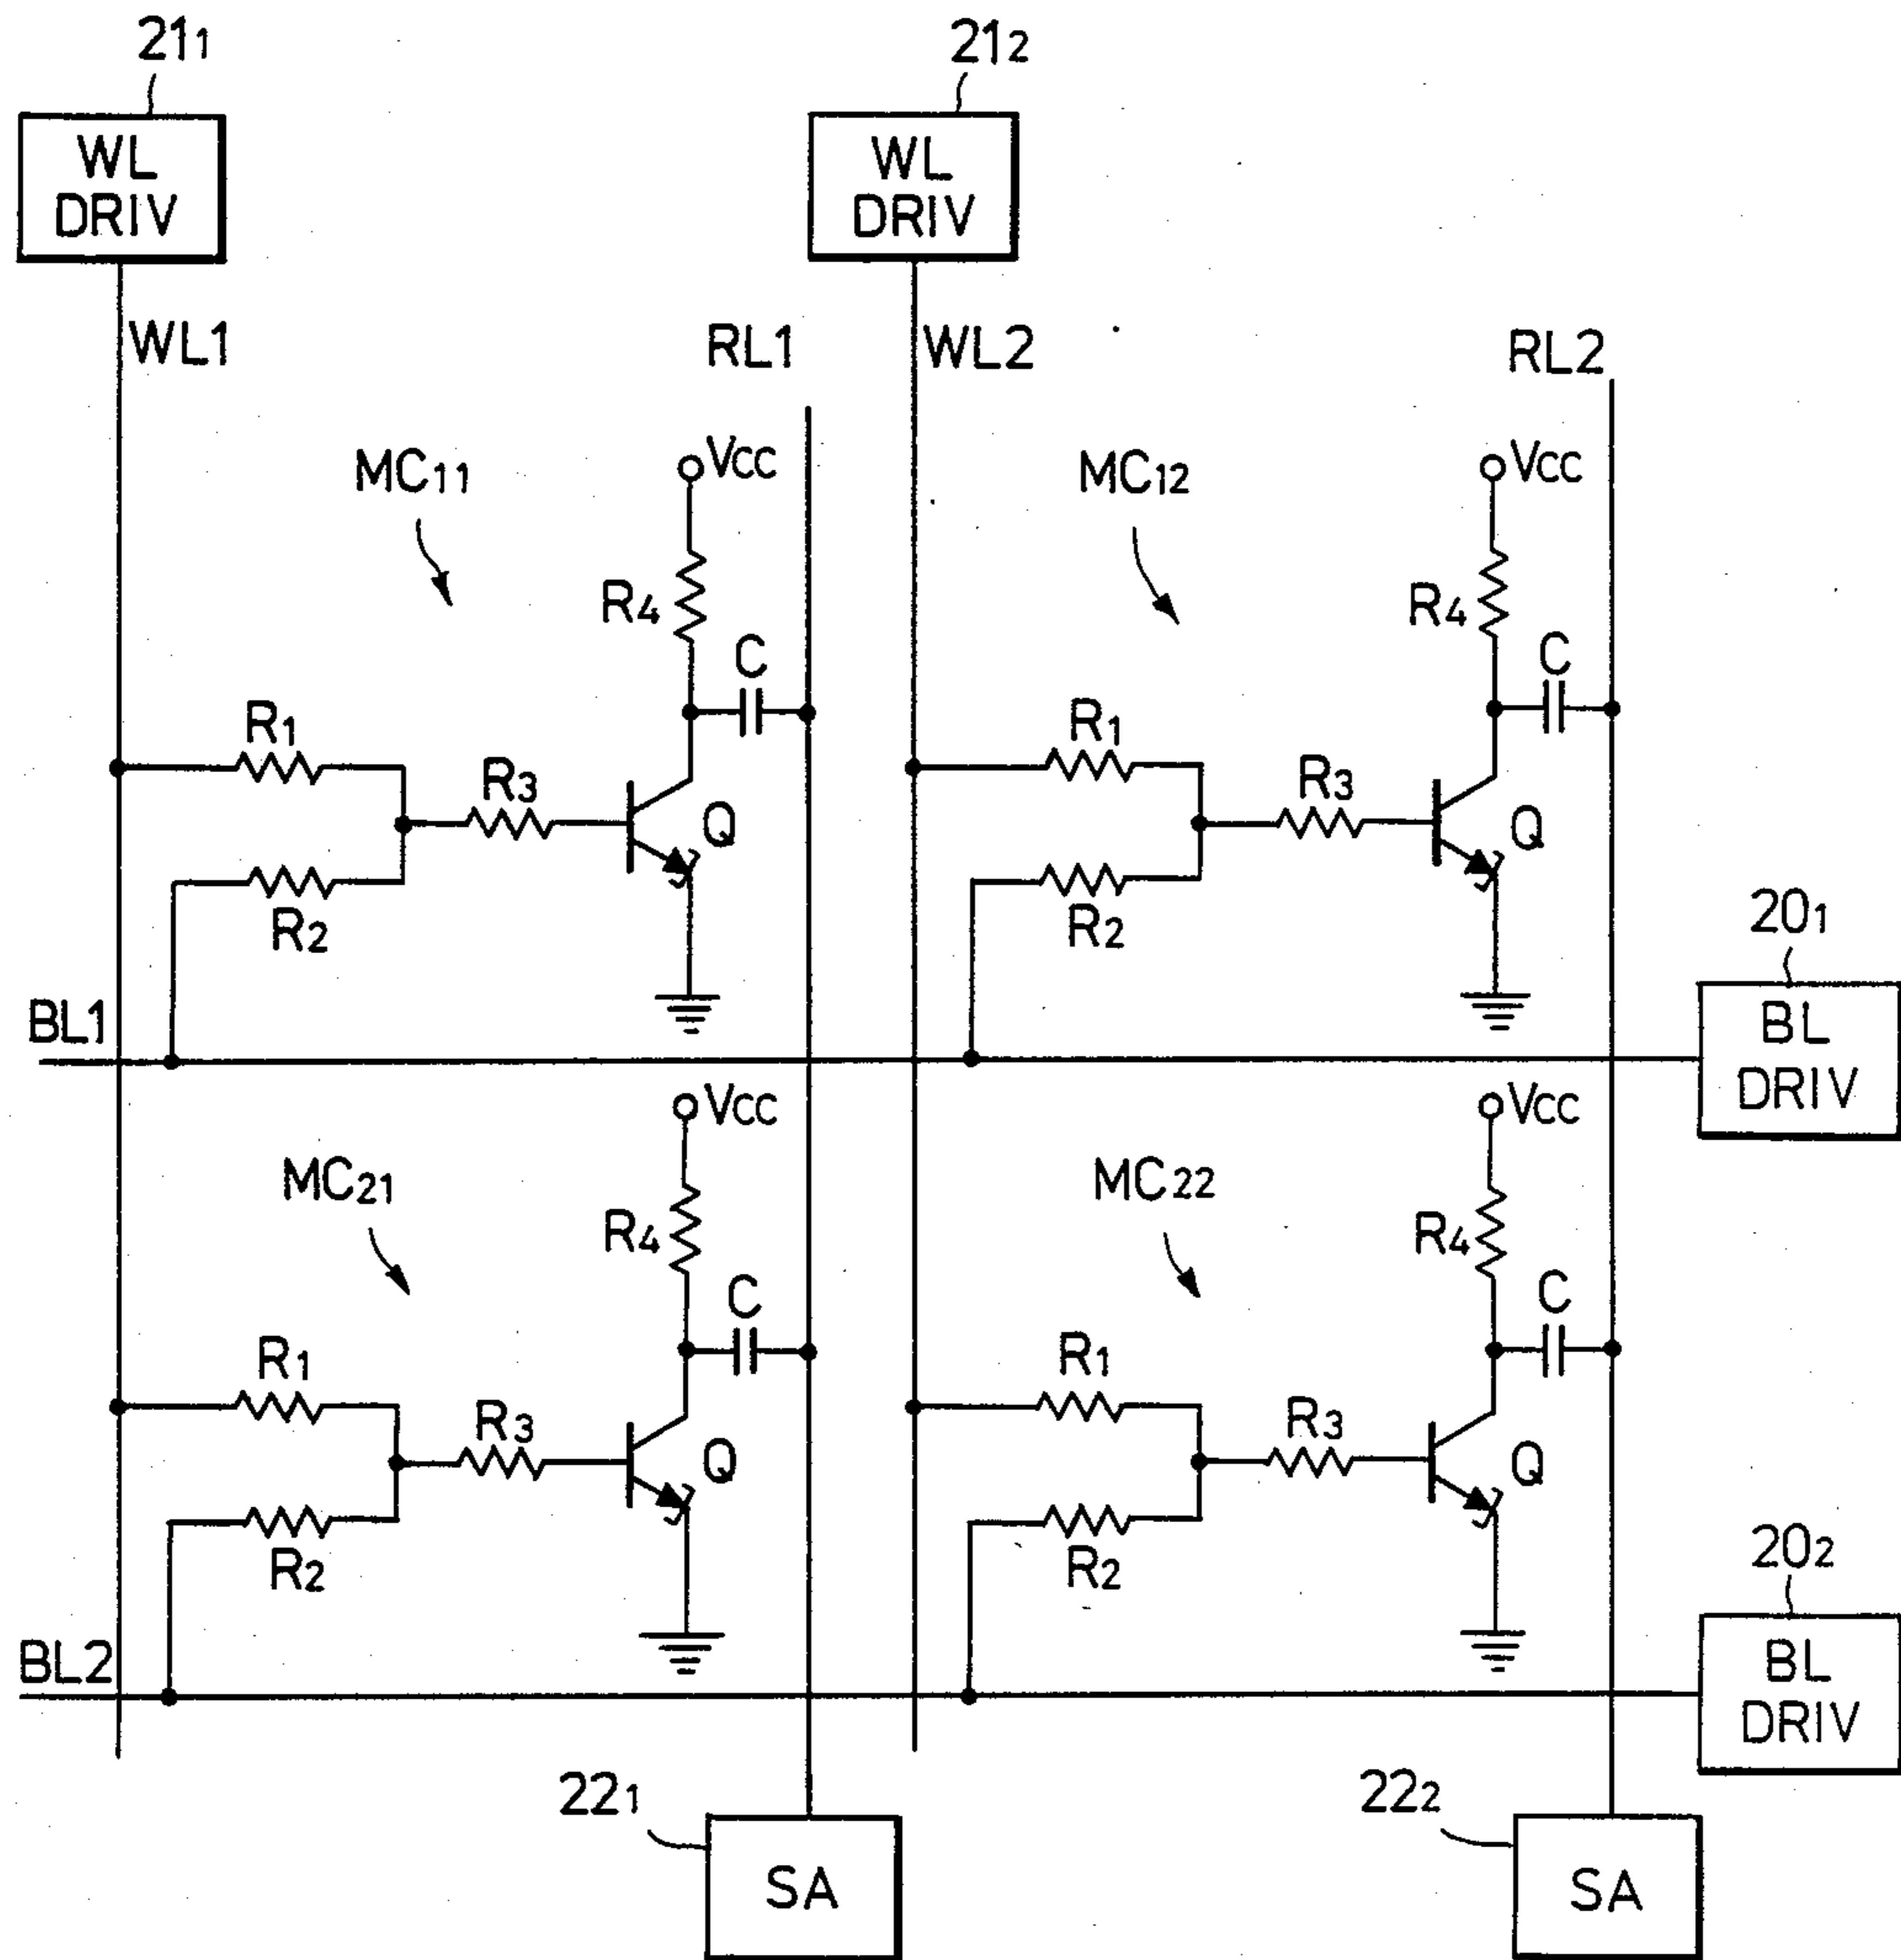 21₁
21₂
WL
DRIV
WL
DRIV
WL1
RL1
WL2
RL2
MC₁₁
VCC
MC₁₂
VCC
R₄
R₄
C
C
R₁
R₃
Q
R₂
R₁
R₃
Q
R₂
20₁
BL1
BL
DRIV
VCC
VCC
MC₂₁
MC₂₂
R₄
R₄
C
C
R₁
R₃
Q
R₂
R₁
R₃
Q
R₂
20₂
BL2
BL
DRIV
22₁
22₂
SA
SA